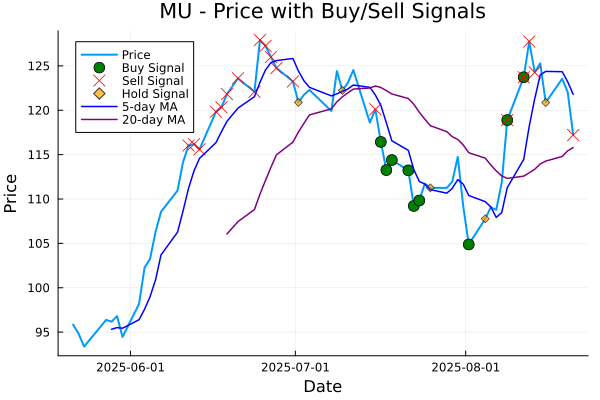 MU - Price with Buy/Sell Signals
Price
Buy Signal
Sell Signal
Hold Signal
5-day MA
20-day MA
125
120
115
110
105
100
95
Price
2025-06-01
2025-07-01
2025-08-01
Date